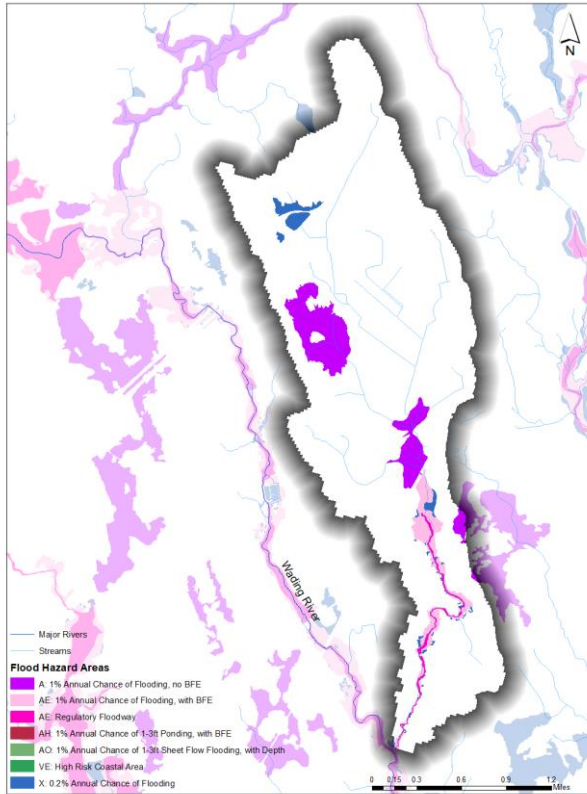 N
Wading River
Major Rivers
Streams
Flood Hazard Areas
A: 1% Annual Chance of Flooding, no BFE
AE: 1% Annual Chance of Flooding, with BFE
AE: Regulatory Floodway
AH: 1% Annual Chance of 1-3ft Ponding, with BFE
AO: 1% Annual Chance of 1-3ft Sheet Flow Flooding, with Depth
VE: High Risk Coastal Area
X: 0.2% Annual Chance of Flooding
0 0.15 0.3 0.6 0.9 1.2
Miles